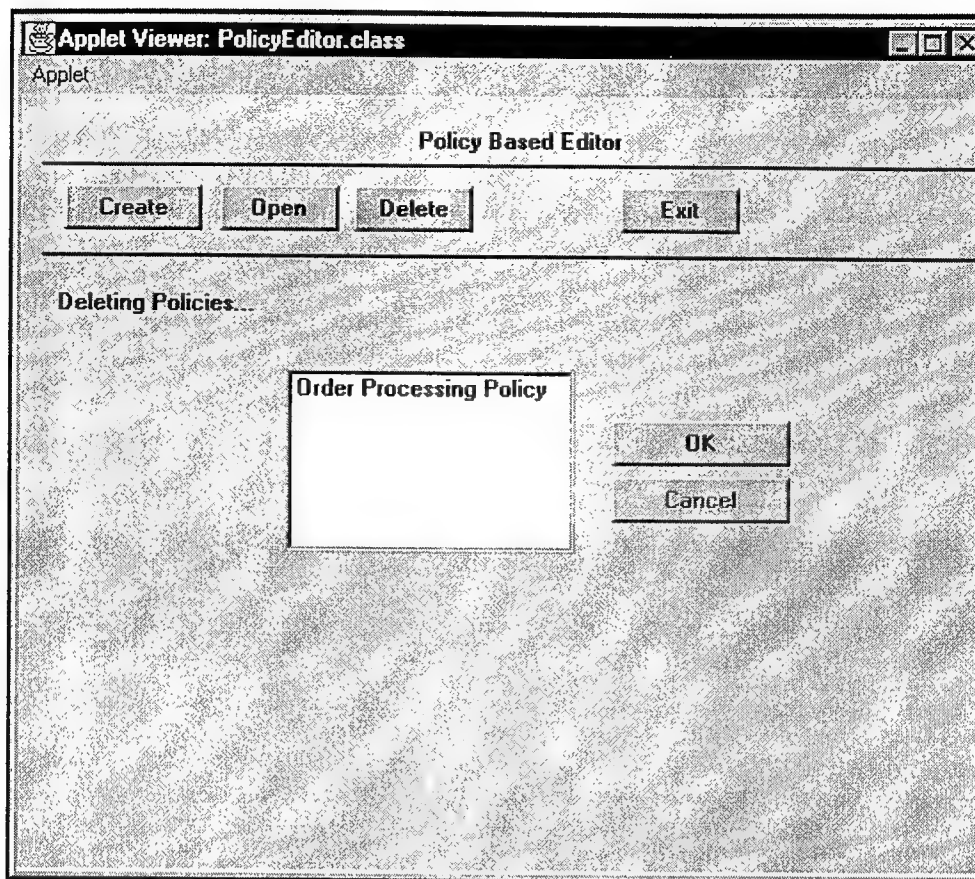 Applet Viewer: PolicyEditor.class
Applet
Policy Based Editor
Create Open Delete Exit
Deleting Policies...
Order Processing Policy
OK
Cancel